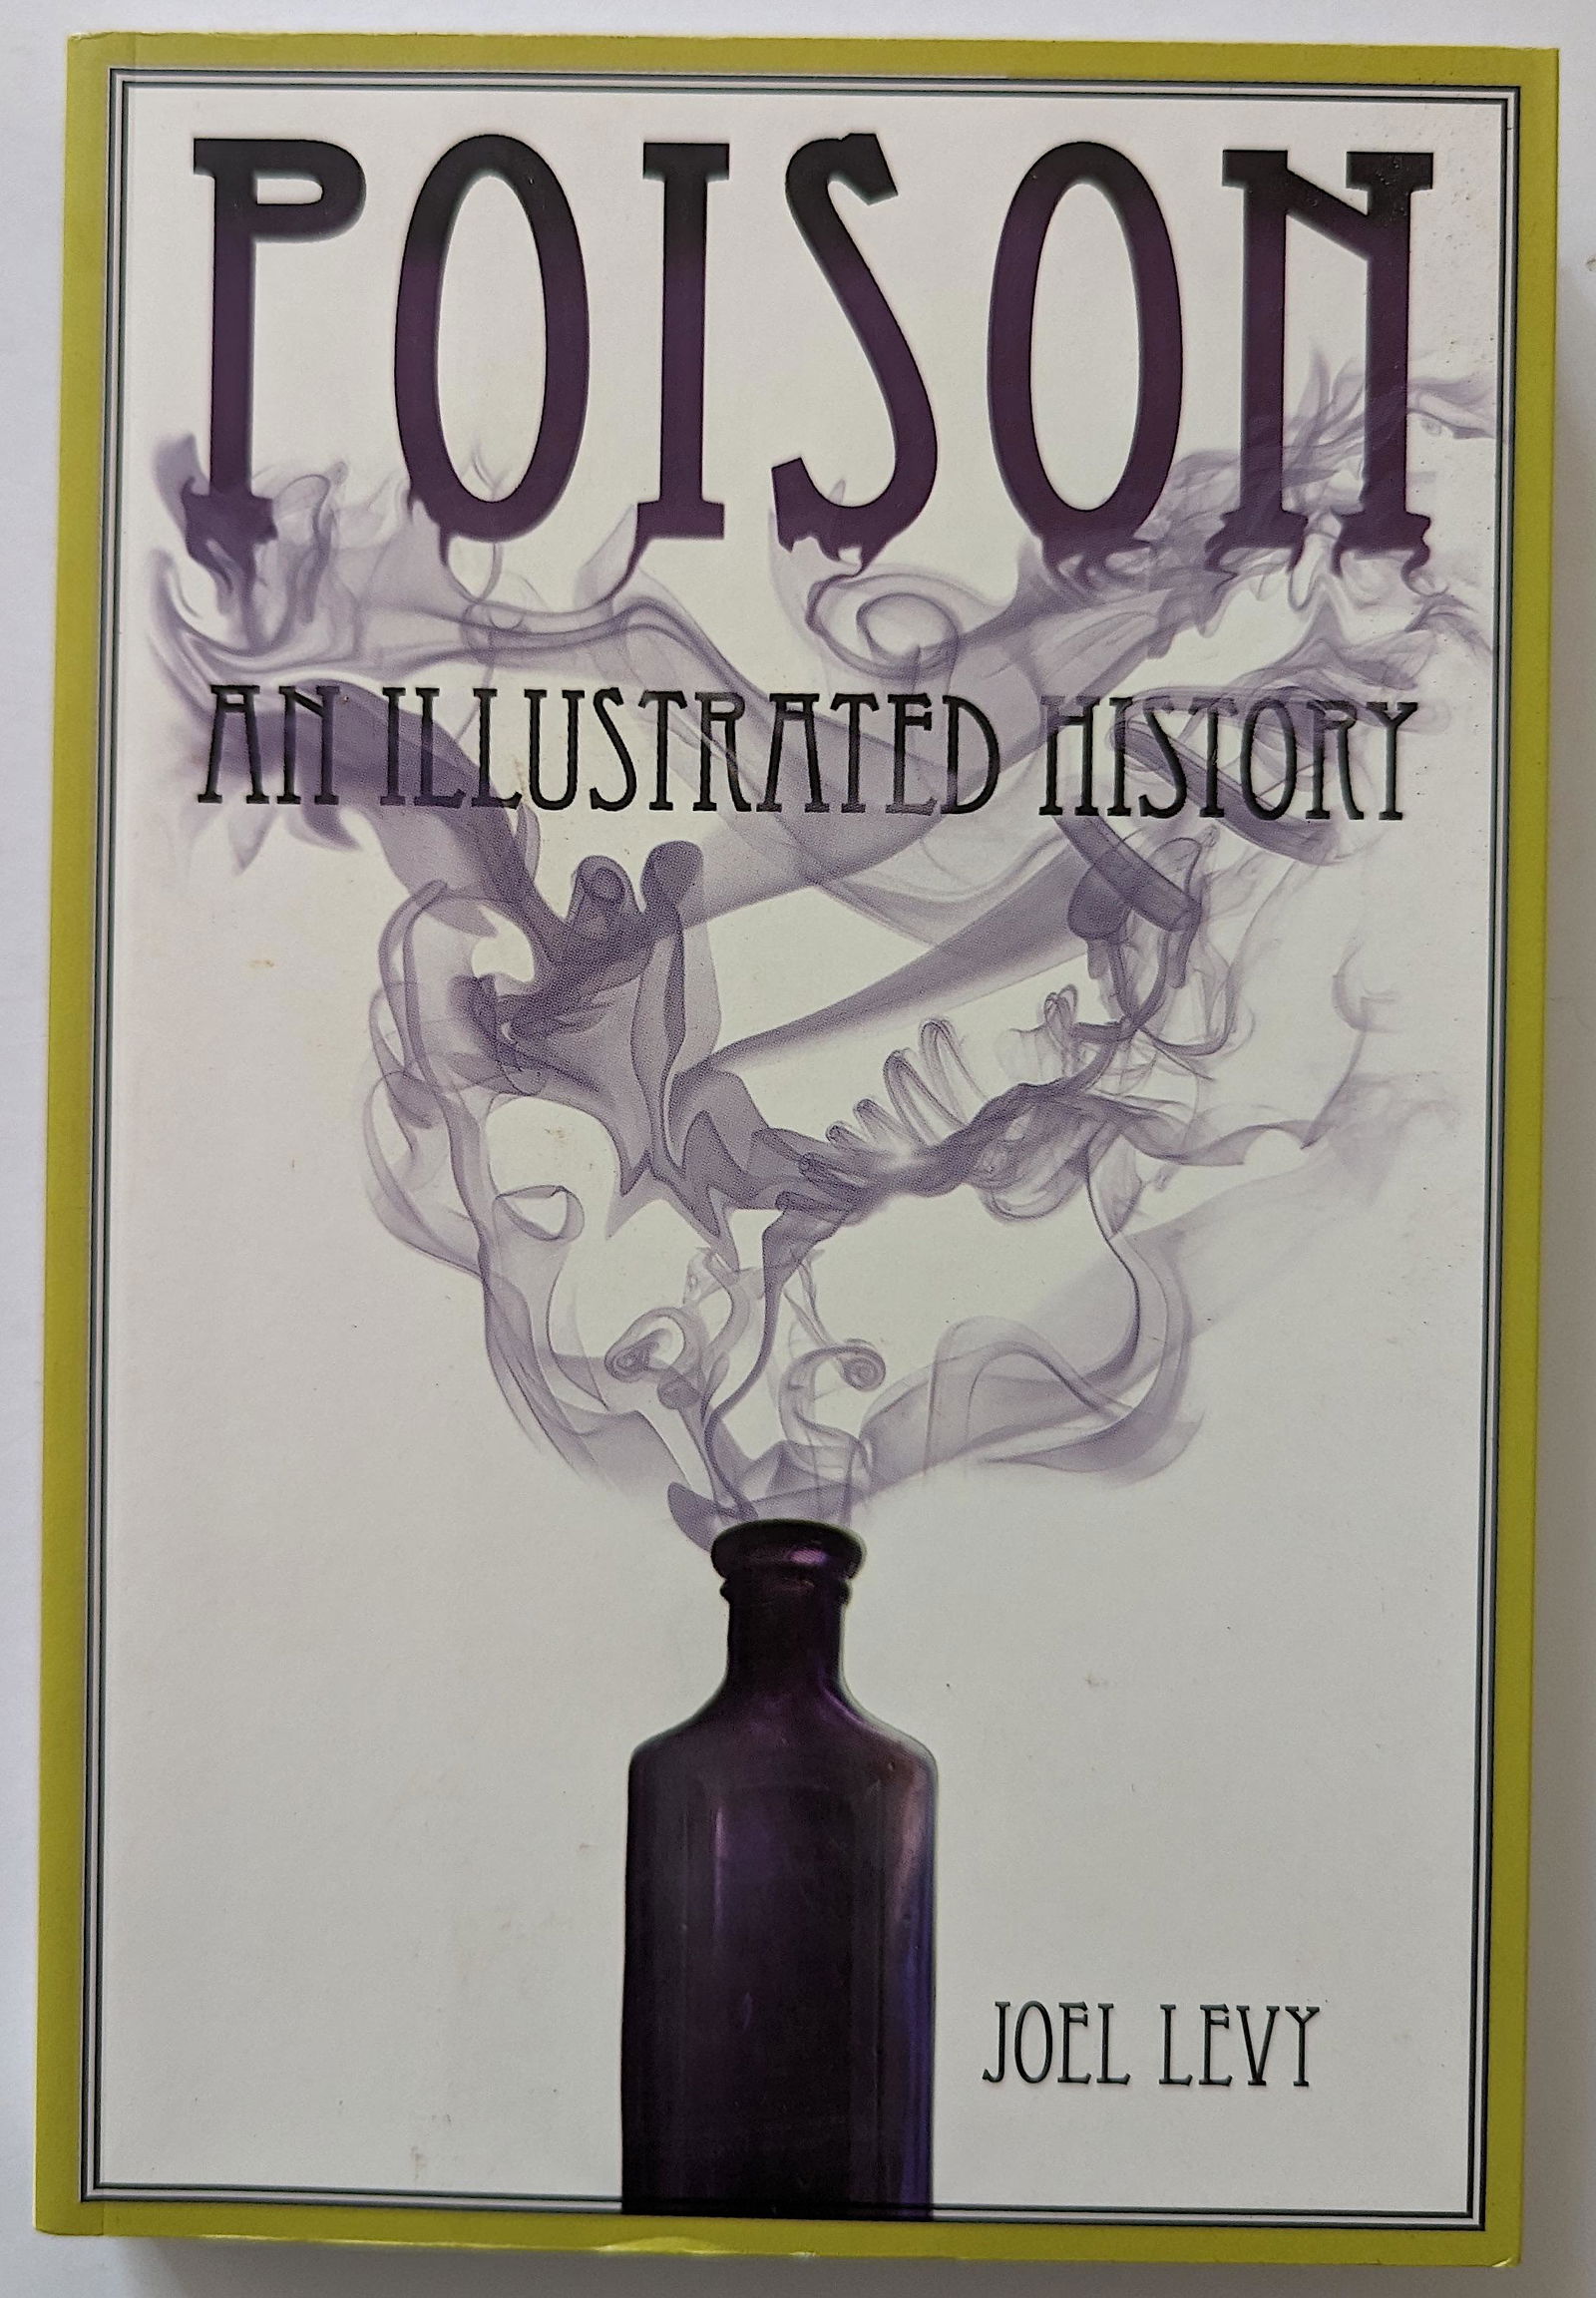 POISON
AN ILLUSTRATED HISTORY
JOEL LEVY